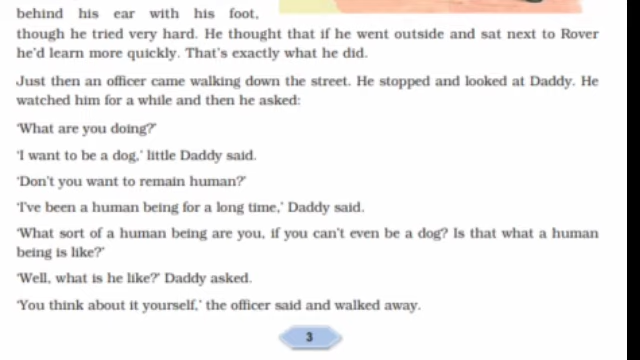 behind his ear with his foot,
though he tried very hard. He thought that if he went outside and sat next to Rover
he'd learn more quickly. That's exactly what he did.
Just then an officer came walking down the street. He stopped and looked at Daddy. He
watched him for a while and then he asked:
'What are you doing?'
'I want to be a dog,' little Daddy said.
'Don't you want to remain human?'
'I've been a human being for a long time,' Daddy said.
'What sort of a human being are you, if you can't even be a dog? Is that what a human
being is like?'
'Well, what is he like?' Daddy asked.
'You think about it yourself,' the officer said and walked away.
3